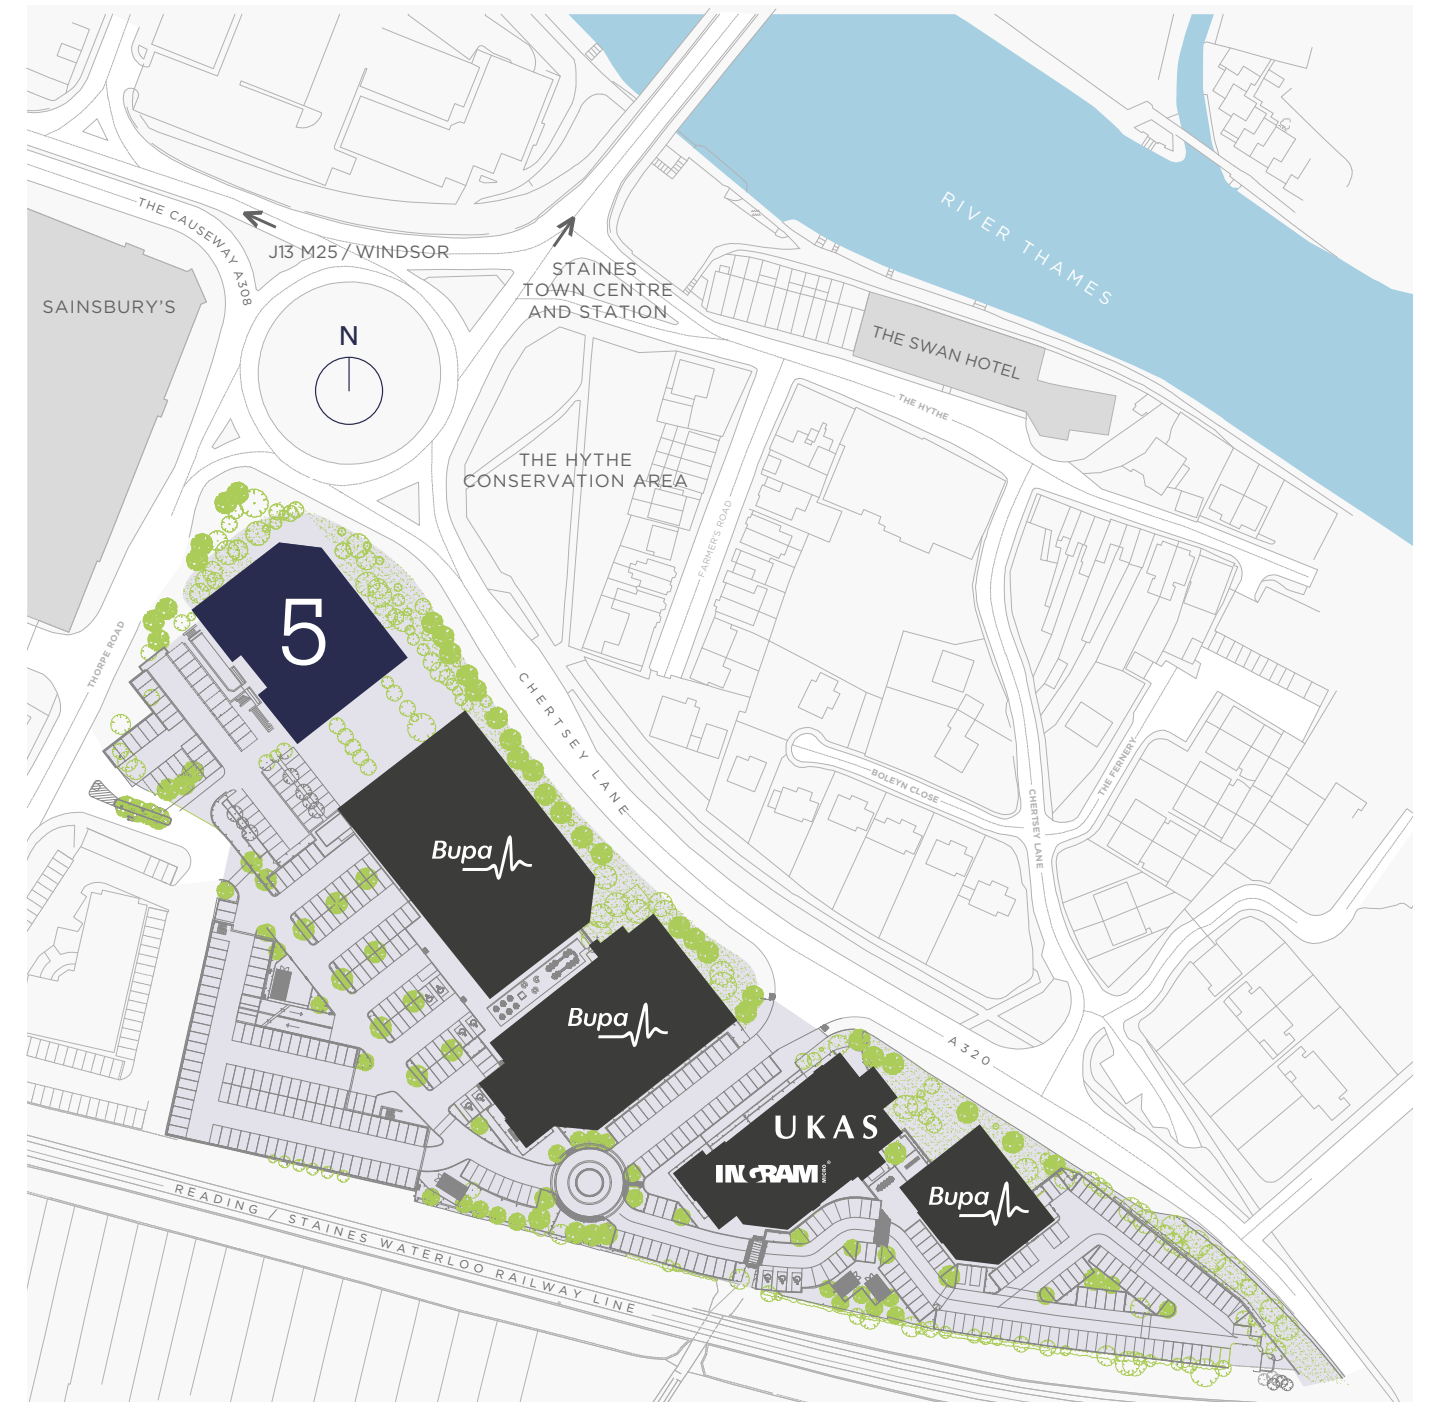 RIVER THAMES
THE CAUSEWAY A308
J13 M25 / WINDSOR
STAINES
TOWN CENTRE
AND STATION
SAINSBURY'S
N
THE SWAN HOTEL
THE HYTHE
THE HYTHE
CONSERVATION AREA
FARMER'S ROAD
5
THORPE ROAD
CHERTSEY LANE
BOLEYN CLOSE
THE FERNERY
CHERTSEY LANE
Bupa
Bupa
A320
UKAS
INGRAM MICRO®
Bupa
READING / STAINES WATERLOO RAILWAY LINE